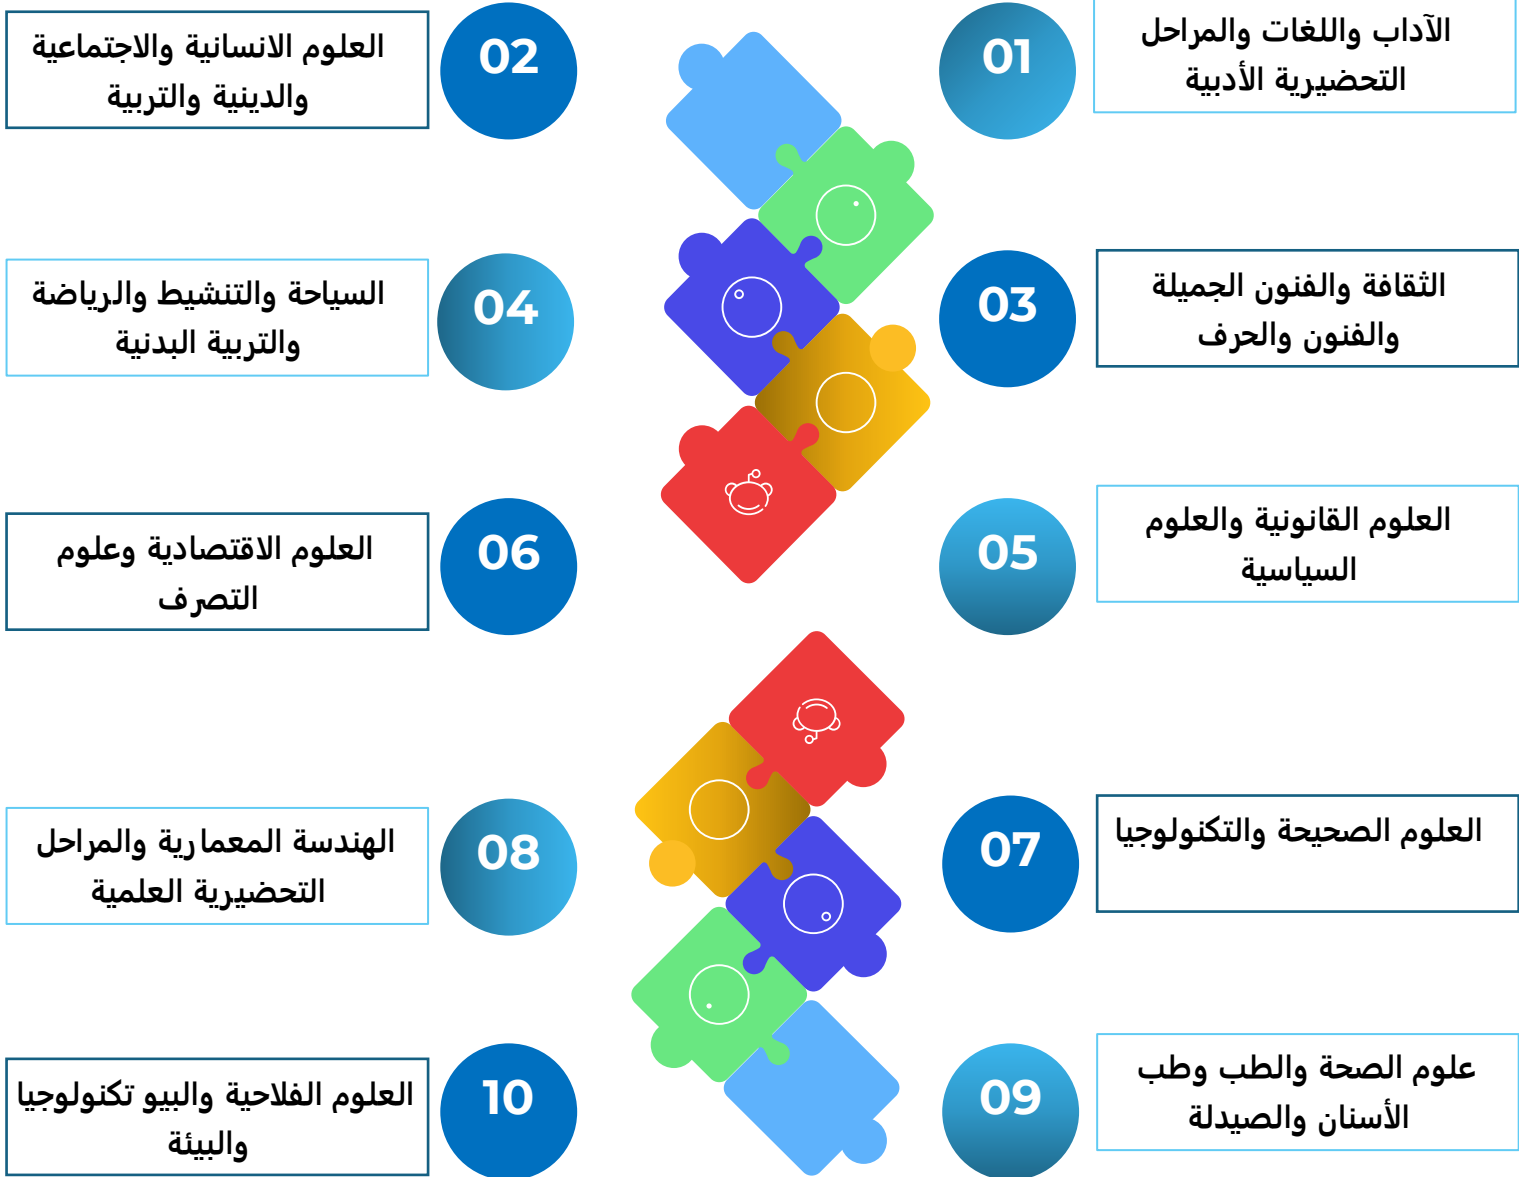 01
الآداب واللغات والمراحل
التحضيرية الأدبية
02
العلوم الانسانية والاجتماعية
والدينية والتربية
03
الثقافة والفنون الجميلة
والفنون والحرف
04
السياحة والتنشيط والرياضة
والتربية البدنية
05
العلوم القانونية والعلوم
السياسية
06
العلوم الاقتصادية وعلوم
التصرف
07
العلوم الصحيحة والتكنولوجيا
08
الهندسة المعمارية والمراحل
التحضيرية العلمية
09
علوم الصحة والطب وطب
الأسنان والصيدلة
10
العلوم الفلاحية والبيو تكنولوجيا
والبيئة